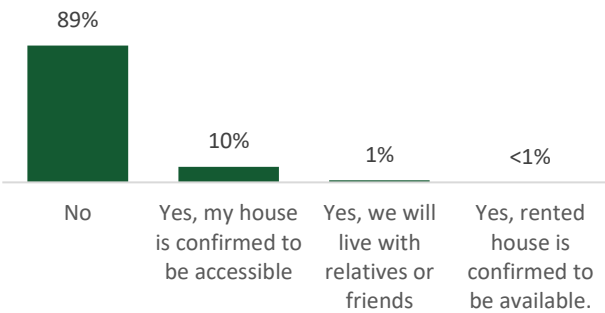 89%
10%
1%
<1%
No
Yes, my house
is confirmed to
be accessible
Yes, we will
live with
relatives or
friends
Yes, rented
house is
confirmed to
be available.